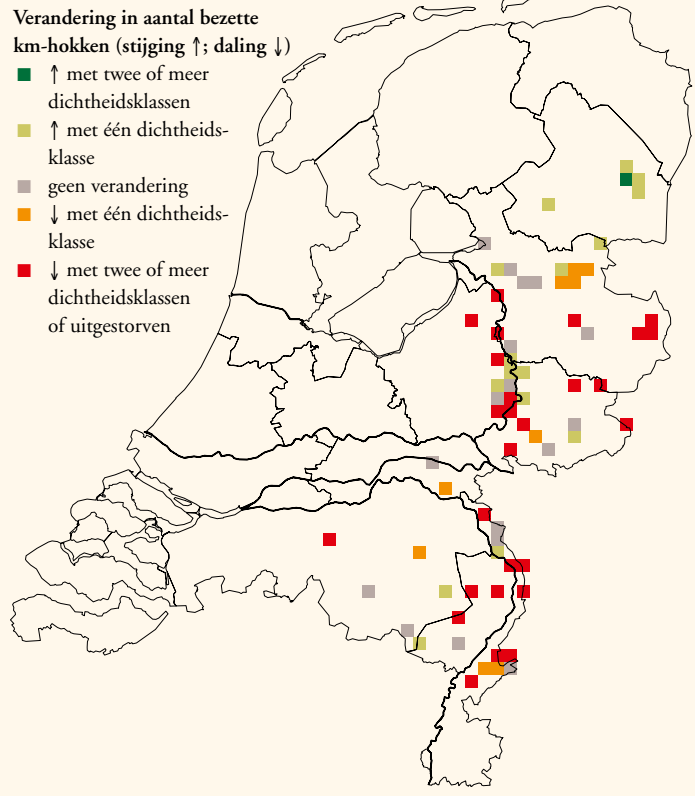 Verandering in aantal bezette
km-hokken (stijging ↑; daling ↓)
↑ met twee of meer
dichtheidsklassen
↑ met één dichtheids-
klasse
geen verandering
↓ met één dichtheids-
klasse
↓ met twee of meer
dichtheidsklassen
of uitgestorven